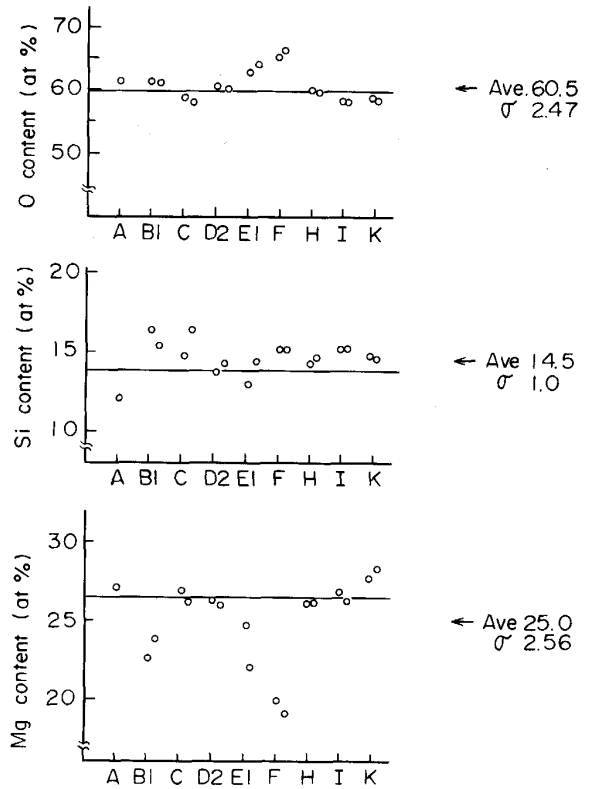 O content (at %)
70
60
50
A B1 C D2 E1 F H I K
← Ave. 60.5
σ 2.47
Si content (at %)
20
15
10
A B1 C D2 E1 F H I K
← Ave 14.5
σ 1.0
Mg content (at %)
30
25
20
A B1 C D2 E1 F H I K
← Ave 25.0
σ 2.56